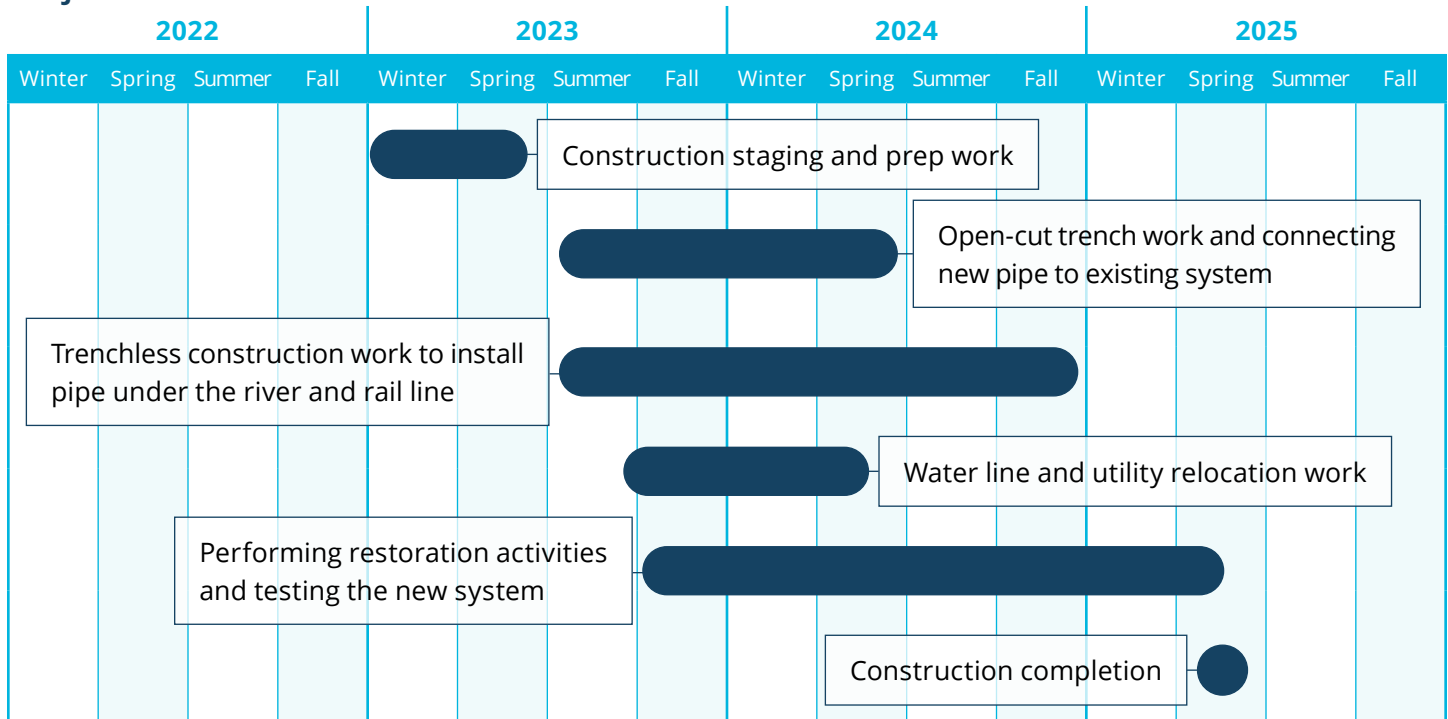 2022 2023 2024 2025
Winter Spring Summer Fall Winter Spring Summer Fall Winter Spring Summer Fall Winter Spring Summer Fall
Construction staging and prep work
Open-cut trench work and connecting
new pipe to existing system
Trenchless construction work to install
pipe under the river and rail line
Water line and utility relocation work
Performing restoration activities
and testing the new system
Construction completion